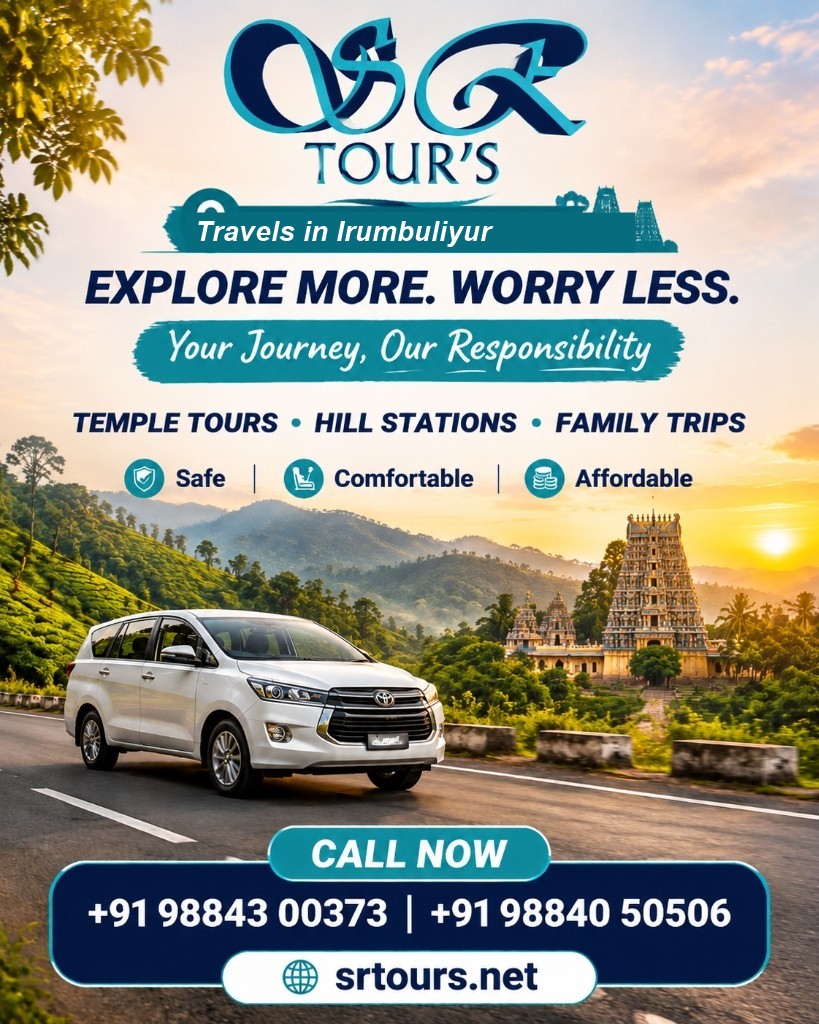 SR
TOUR'S
Travels in Irumbuliyur
EXPLORE MORE. WORRY LESS.
Your Journey, Our Responsibility
TEMPLE TOURS • HILL STATIONS • FAMILY TRIPS
Safe | Comfortable | Affordable
CALL NOW
+91 98843 00373 | +91 98840 50506
srtours.net